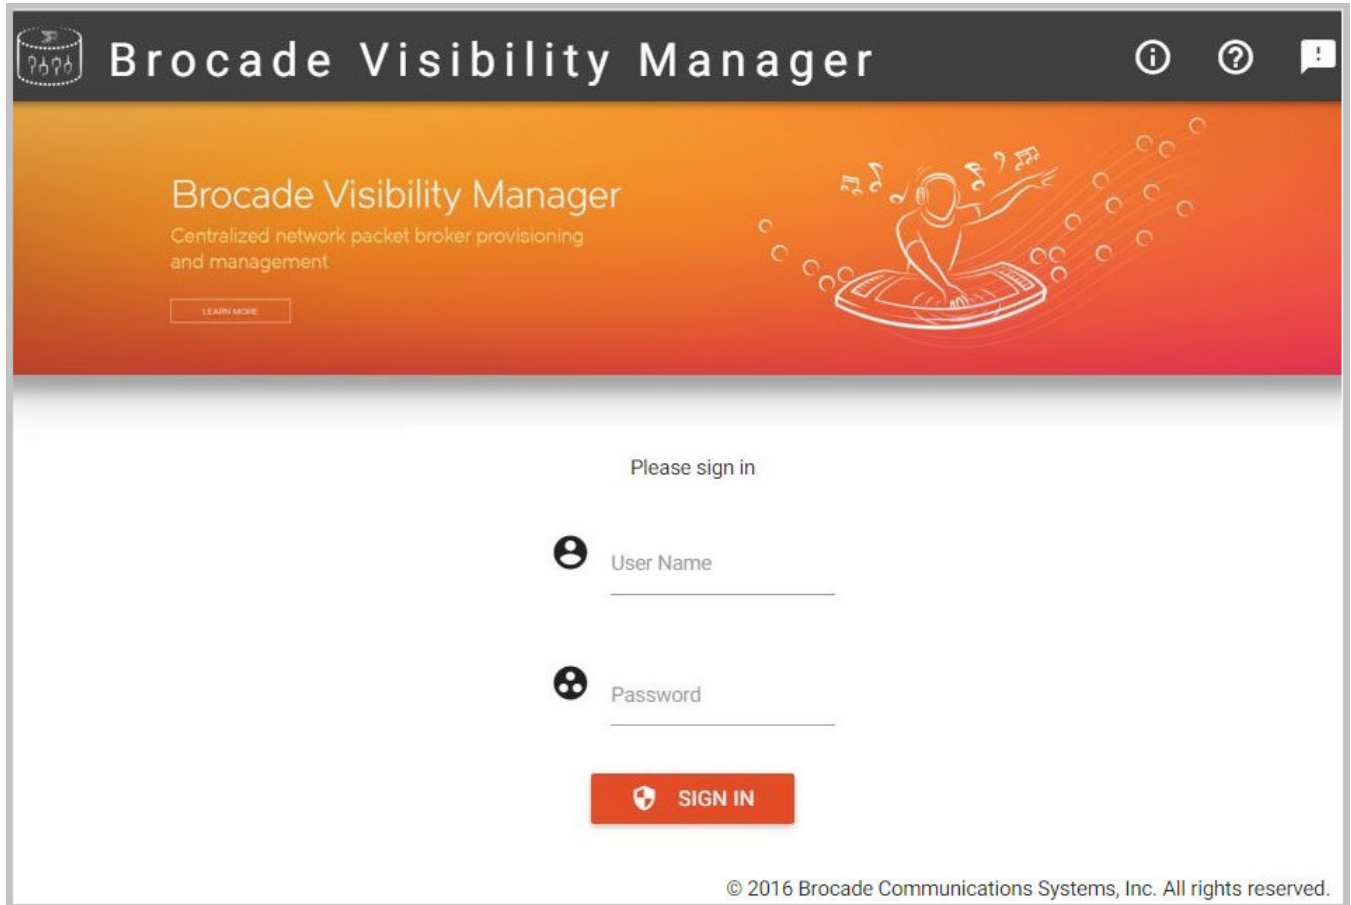 Brocade Visibility Manager
Brocade Visibility Manager
Centralized network packet broker provisioning
and management
LEARN MORE
Please sign in
User Name
Password
SIGN IN
© 2016 Brocade Communications Systems, Inc. All rights reserved.